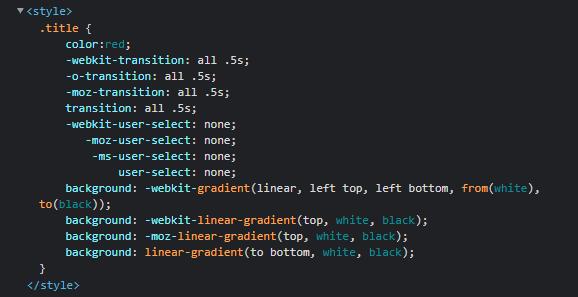 <style>
.title {
color:red;
-webkit-transition: all .5s;
-o-transition: all .5s;
-moz-transition: all .5s;
transition: all .5s;
-webkit-user-select: none;
-moz-user-select: none;
-ms-user-select: none;
user-select: none;
background: -webkit-gradient(linear, left top, left bottom, from(white),
to(black));
background: -webkit-linear-gradient(top, white, black);
background: -moz-linear-gradient(top, white, black);
background: linear-gradient(to bottom, white, black);
}
</style>